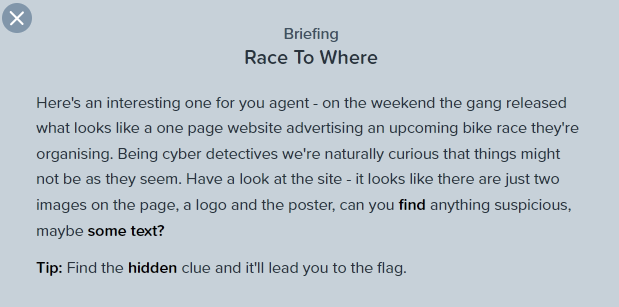 Briefing
Race To Where
Here's an interesting one for you agent - on the weekend the gang released
what looks like a one page website advertising an upcoming bike race they're
organising. Being cyber detectives we're naturally curious that things might
not be as they seem. Have a look at the site - it looks like there are just two
images on the page, a logo and the poster, can you find anything suspicious,
maybe some text?
Tip: Find the hidden clue and it'll lead you to the flag.